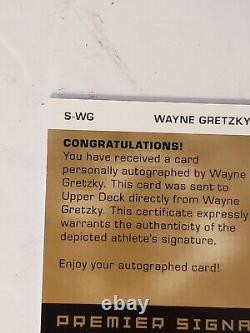 S-WG WAYNE GRETZKY
CONGRATULATIONS!
You have received a card
personally autographed by Wayne
Gretzky. This card was sent to
Upper Deck directly from Wayne
Gretzky. This certificate expressly
warrants the authenticity of the
depicted athlete's signature.
Enjoy your autographed card!
PREMIER SIGNA